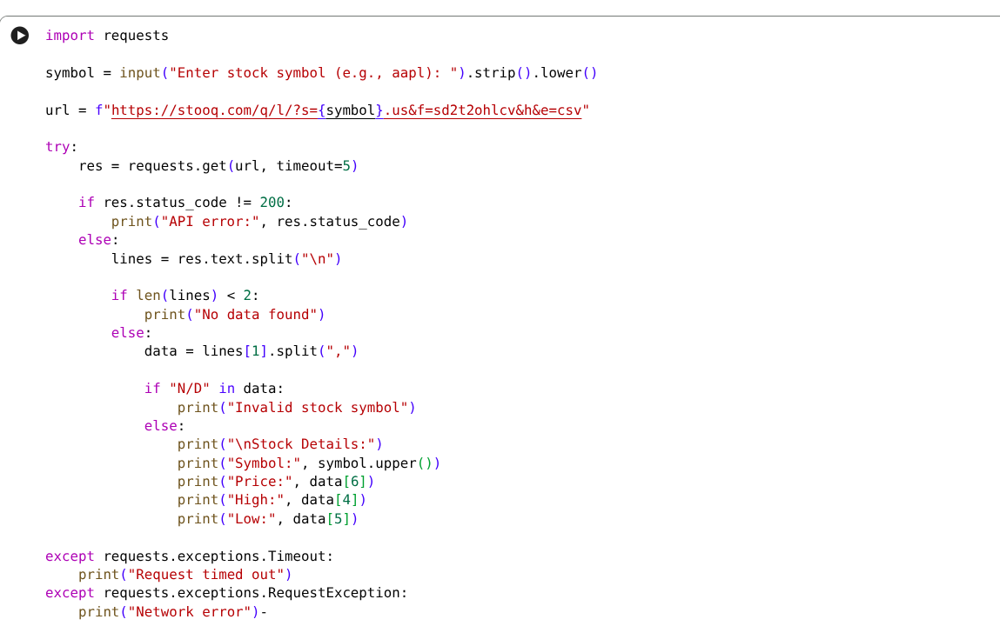 import requests

symbol = input("Enter stock symbol (e.g., aapl): ").strip().lower()

url = f"https://stooq.com/q/l/?s={symbol}.us&f=sd2t2ohlcv&h&e=csv"

try:
    res = requests.get(url, timeout=5)

    if res.status_code != 200:
        print("API error:", res.status_code)
    else:
        lines = res.text.split("\n")

        if len(lines) < 2:
            print("No data found")
        else:
            data = lines[1].split(",")

            if "N/D" in data:
                print("Invalid stock symbol")
            else:
                print("\nStock Details:")
                print("Symbol:", symbol.upper())
                print("Price:", data[6])
                print("High:", data[4])
                print("Low:", data[5])

except requests.exceptions.Timeout:
    print("Request timed out")
except requests.exceptions.RequestException:
    print("Network error")-